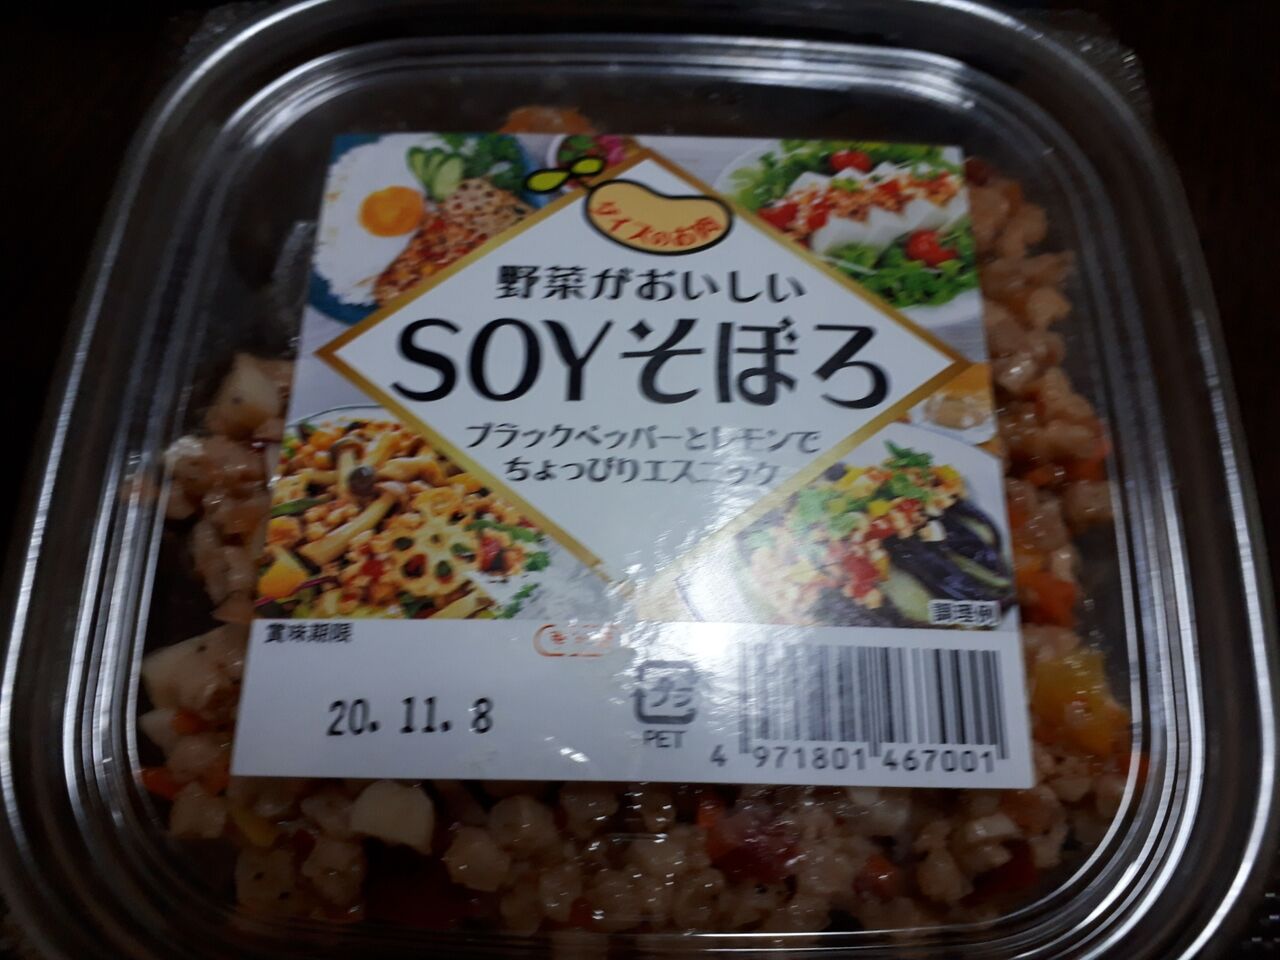 ダイズのお肉
野菜がおいしい
SOYそぼろ
ブラックペッパーとレモンで
ちょっぴりエスニック
調理例
賞味期限
20. 11. 8
プラ
PET
4 971801 467001